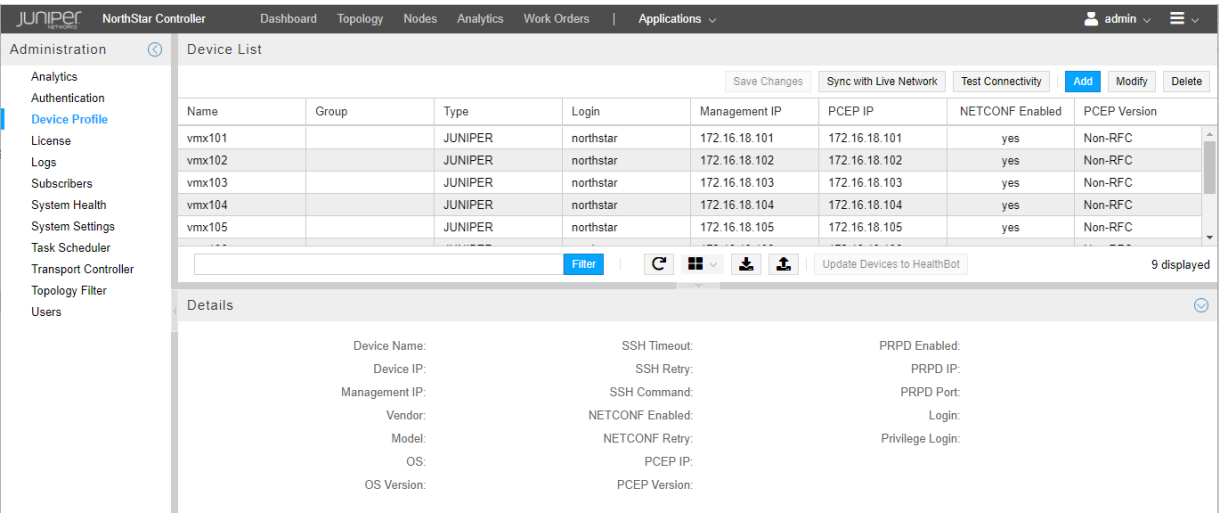 JUNIPER NETWORKS NorthStar Controller Dashboard Topology Nodes Analytics Work Orders | Applications admin
Administration
Analytics
Authentication
Device Profile
License
Logs
Subscribers
System Health
System Settings
Task Scheduler
Transport Controller
Topology Filter
Users
Device List
Save Changes Sync with Live Network Test Connectivity Add Modify Delete
Name Group Type Login Management IP PCEP IP NETCONF Enabled PCEP Version
vmx101 JUNIPER northstar 172.16.18.101 172.16.18.101 yes Non-RFC
vmx102 JUNIPER northstar 172.16.18.102 172.16.18.102 yes Non-RFC
vmx103 JUNIPER northstar 172.16.18.103 172.16.18.103 yes Non-RFC
vmx104 JUNIPER northstar 172.16.18.104 172.16.18.104 yes Non-RFC
vmx105 JUNIPER northstar 172.16.18.105 172.16.18.105 yes Non-RFC
Filter Update Devices to HealthBot 9 displayed
Details
Device Name: SSH Timeout: PRPD Enabled:
Device IP: SSH Retry: PRPD IP:
Management IP: SSH Command: PRPD Port:
Vendor: NETCONF Enabled: Login:
Model: NETCONF Retry: Privilege Login:
OS: PCEP IP:
OS Version: PCEP Version: